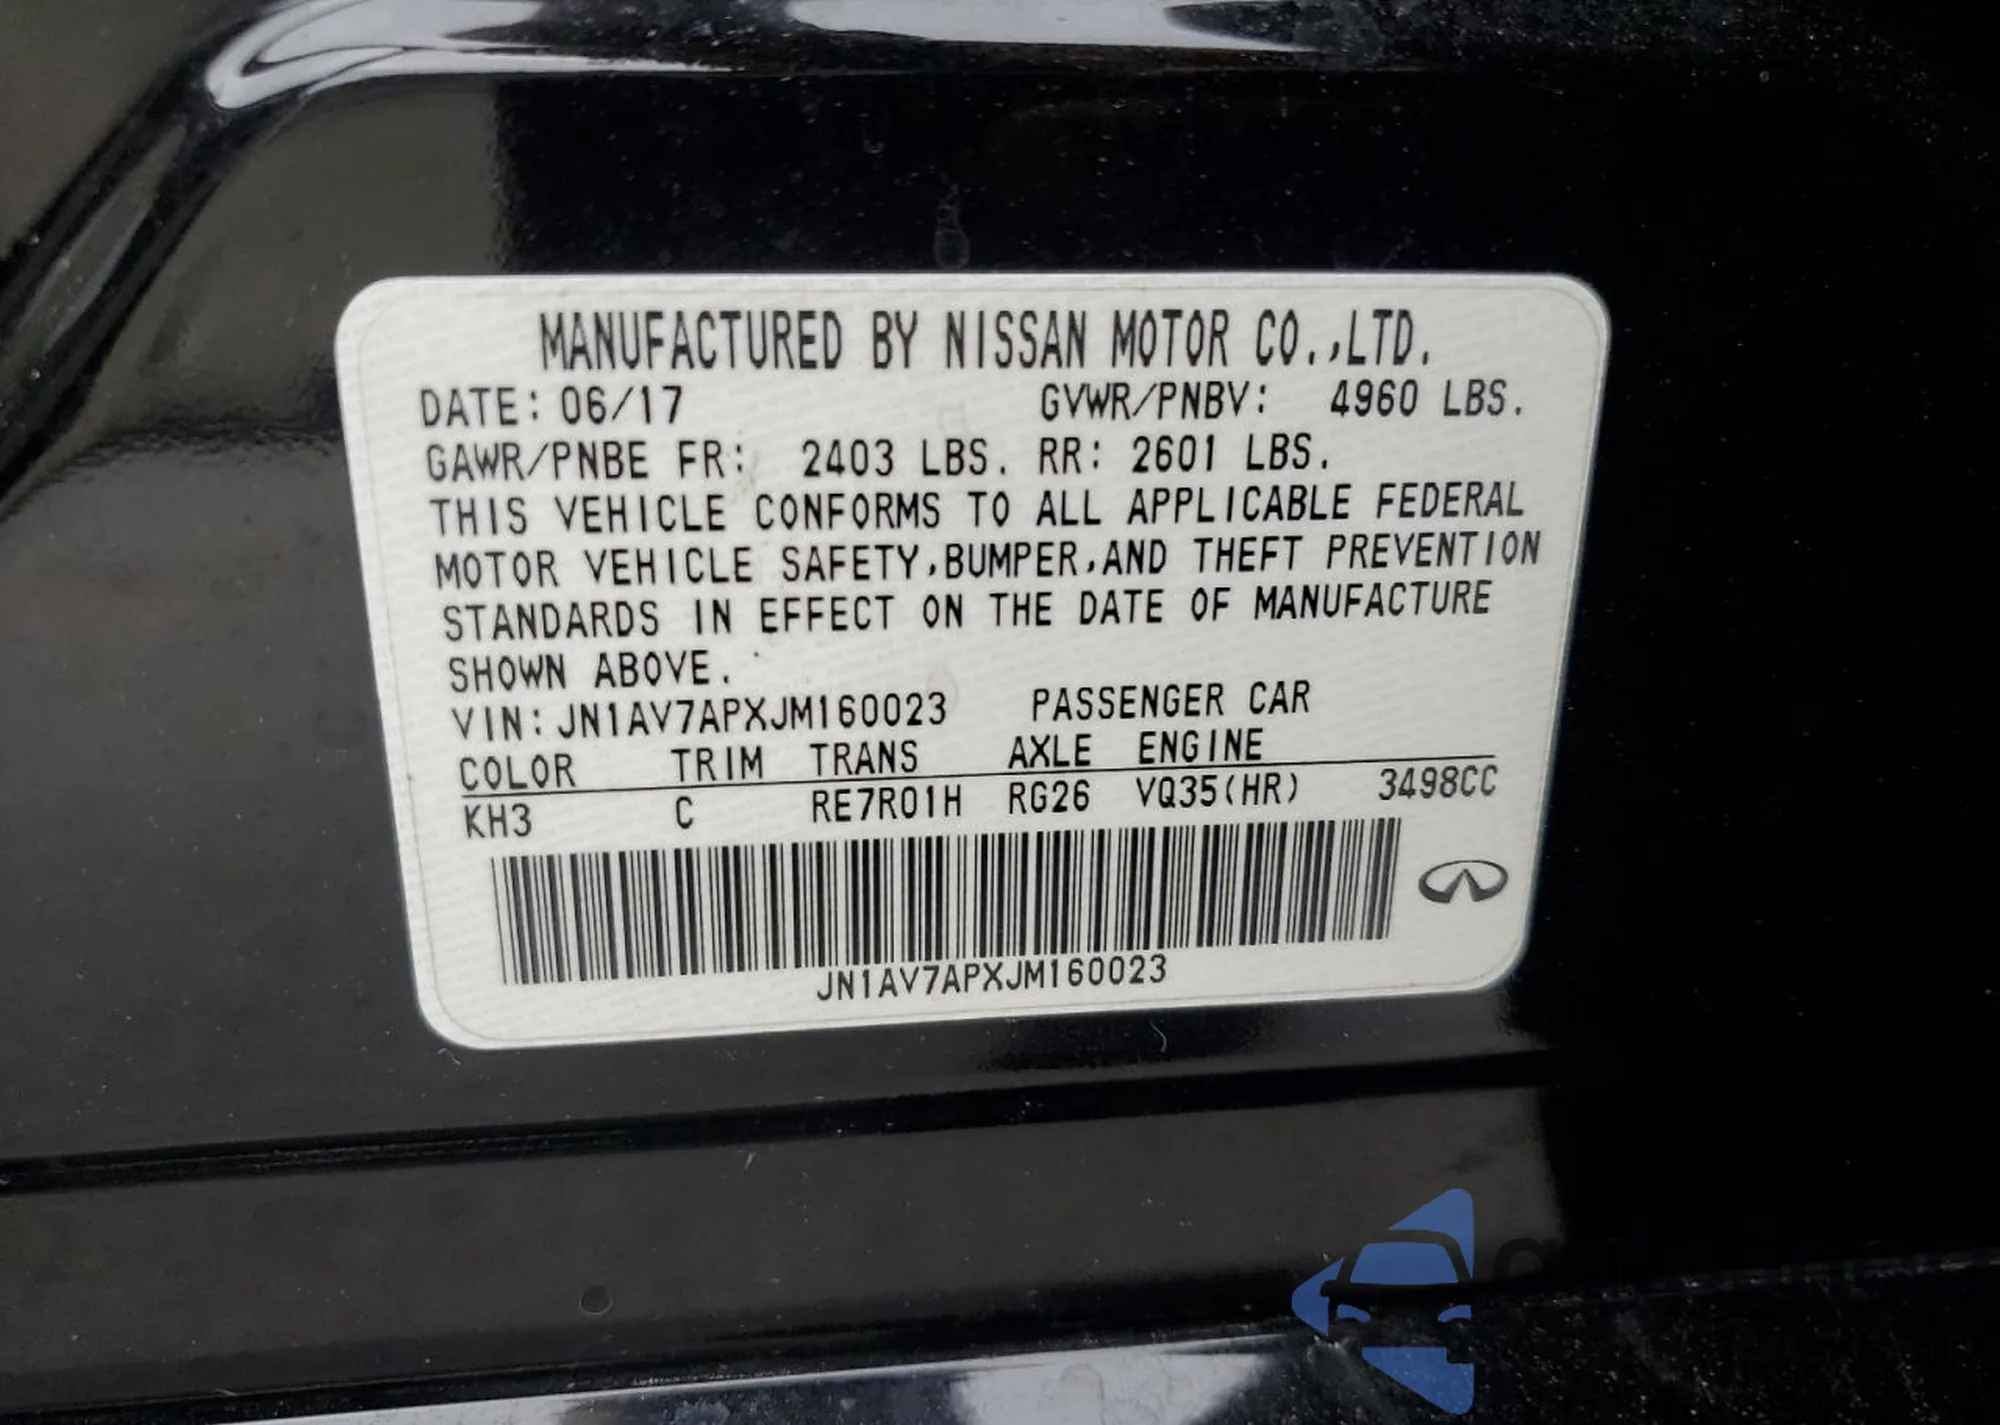 MANUFACTURED BY NISSAN MOTOR CO.,LTD.
DATE: 06/17 GVWR/PNBV: 4960 LBS.
GAWR/PNBE FR: 2403 LBS. RR: 2601 LBS.
THIS VEHICLE CONFORMS TO ALL APPLICABLE FEDERAL
MOTOR VEHICLE SAFETY,BUMPER,AND THEFT PREVENTION
STANDARDS IN EFFECT ON THE DATE OF MANUFACTURE
SHOWN ABOVE.
VIN: JN1AV7APXJM160023 PASSENGER CAR
COLOR TRIM TRANS AXLE ENGINE
KH3 C RE7R01H RG26 VQ35(HR) 3498CC
JN1AV7APXJM160023